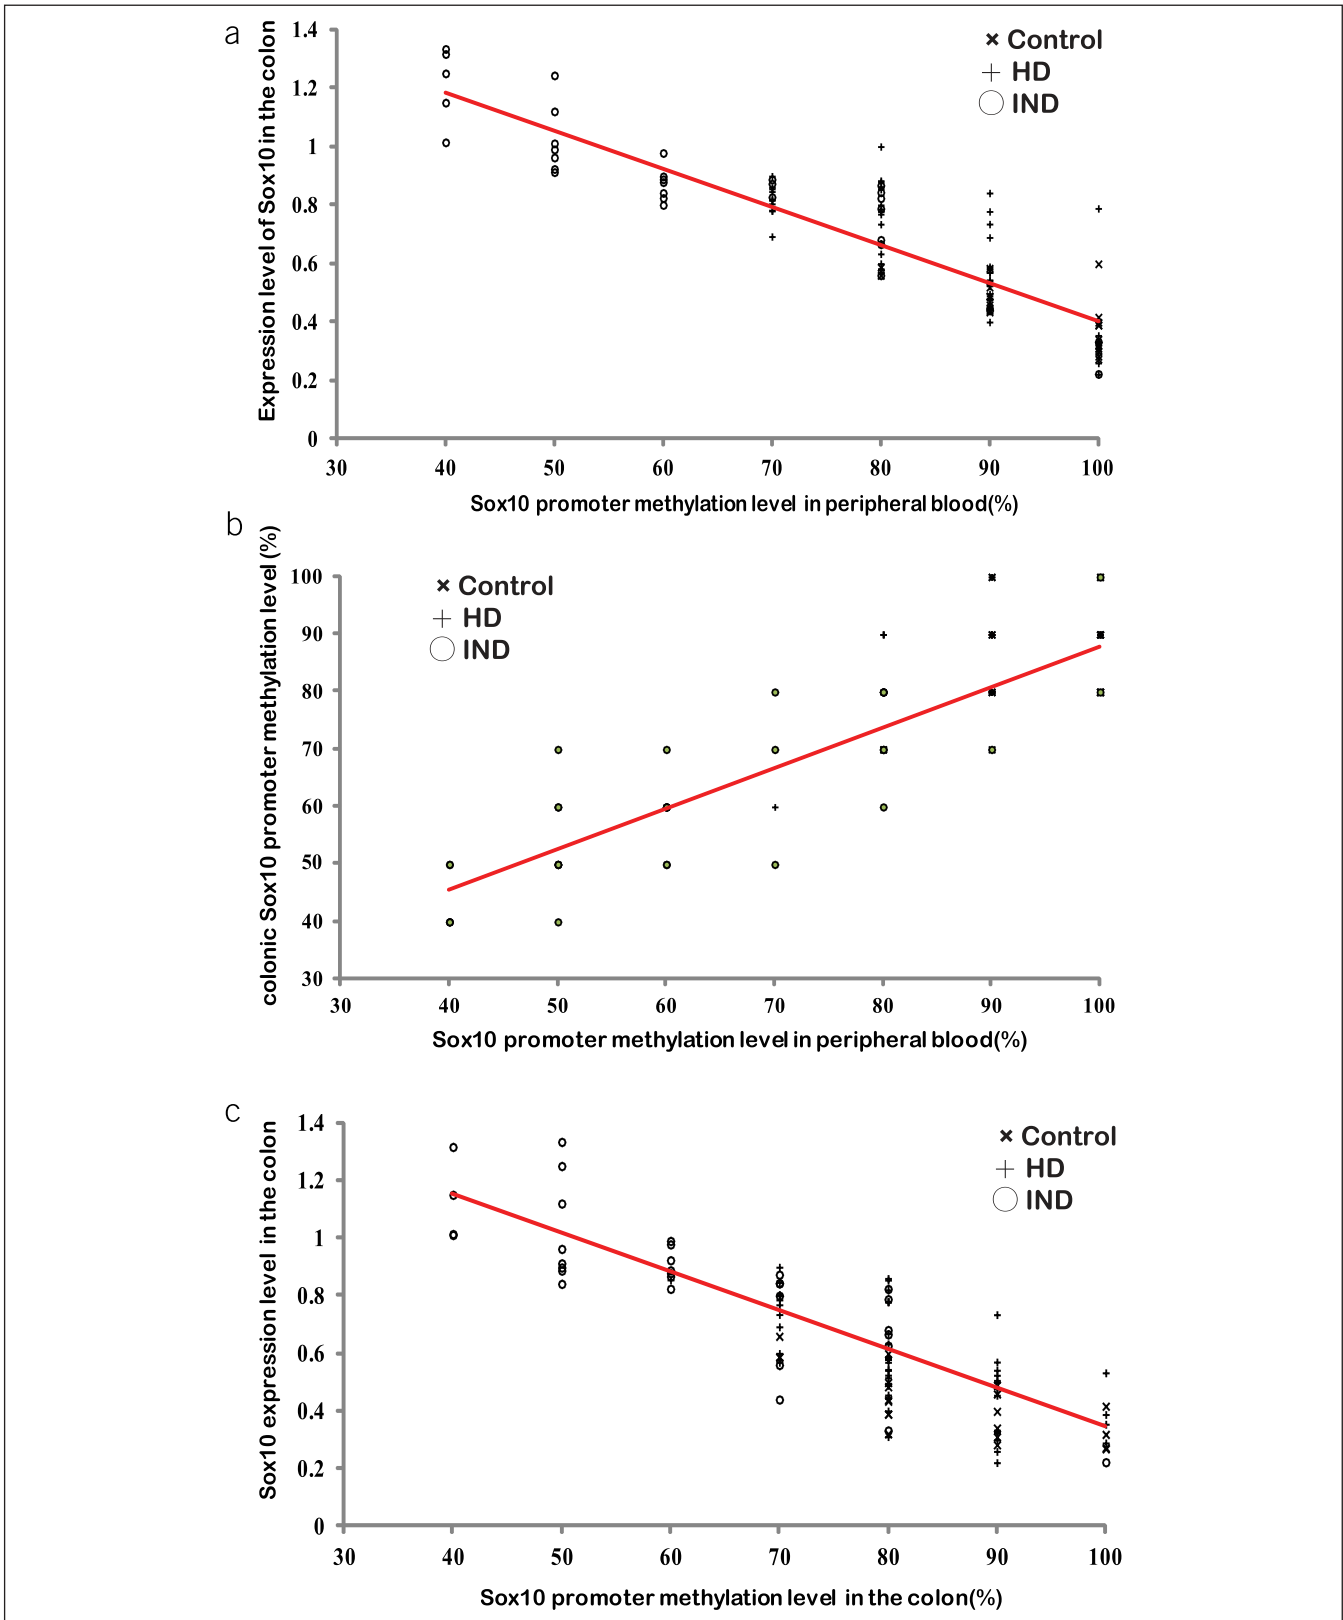 a
Expression level of Sox10 in the colon
1.4
1.2
1
0.8
0.6
0.4
0.2
0
Control
HD
IND
30 40 50 60 70 80 90 100
Sox10 promoter methylation level in peripheral blood(%)
b
colonic Sox10 promoter methylation level (%)
100
90
80
70
60
50
40
30
Control
HD
IND
30 40 50 60 70 80 90 100
Sox10 promoter methylation level in peripheral blood(%)
c
Sox10 expression level in the colon
1.4
1.2
1
0.8
0.6
0.4
0.2
0
Control
HD
IND
30 40 50 60 70 80 90 100
Sox10 promoter methylation level in the colon(%)